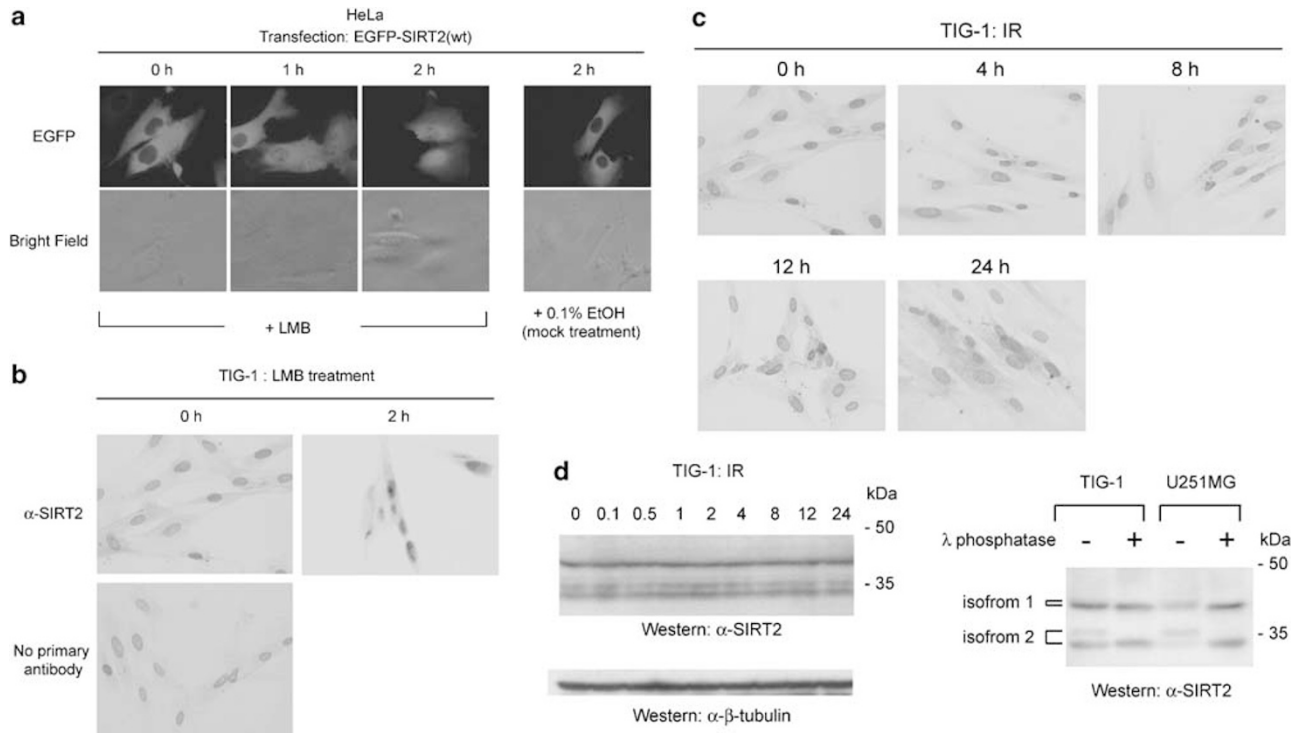 a
HeLa
Transfection: EGFP-SIRT2(wt)
0 h 1 h 2 h 2 h
EGFP
Bright Field
+ LMB
+ 0.1% EtOH
(mock treatment)
b
TIG-1 : LMB treatment
0 h 2 h
α-SIRT2
No primary
antibody
c
TIG-1: IR
0 h 4 h 8 h
12 h 24 h
d
TIG-1: IR
0 0.1 0.5 1 2 4 8 12 24
kDa
- 50
- 35
Western: α-SIRT2
Western: α-β-tubulin
TIG-1 U251MG
λ phosphatase - + - +
kDa
- 50
isofrom 1
isofrom 2
- 35
Western: α-SIRT2